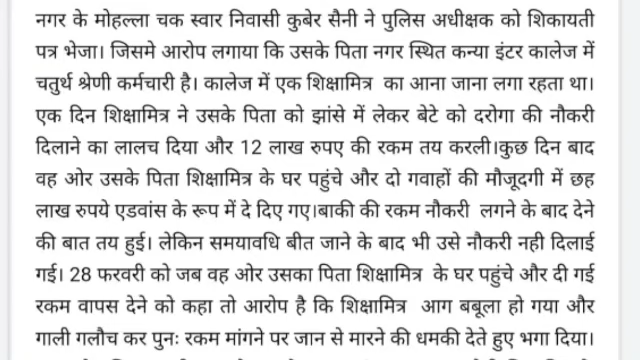 नगर के मोहल्ला चक स्वार निवासी कुबेर सैनी ने पुलिस अधीक्षक को शिकायती
पत्र भेजा। जिसमे आरोप लगाया कि उसके पिता नगर स्थित कन्या इंटर कालेज में
चतुर्थ श्रेणी कर्मचारी है। कालेज में एक शिक्षामित्र का आना जाना लगा रहता था।
एक दिन शिक्षामित्र ने उसके पिता को झांसे में लेकर बेटे को दरोगा की नौकरी
दिलाने का लालच दिया और 12 लाख रुपए की रकम तय करली।कुछ दिन बाद
वह ओर उसके पिता शिक्षामित्र के घर पहुंचे और दो गवाहों की मौजूदगी में छह
लाख रुपये एडवांस के रूप में दे दिए गए।बाकी की रकम नौकरी लगने के बाद देने
की बात तय हुई। लेकिन समयावधि बीत जाने के बाद भी उसे नौकरी नही दिलाई
गई। 28 फरवरी को जब वह ओर उसका पिता शिक्षामित्र के घर पहुंचे और दी गई
रकम वापस देने को कहा तो आरोप है कि शिक्षामित्र आग बबूला हो गया और
गाली गलौच कर पुनः रकम मांगने पर जान से मारने की धमकी देते हुए भगा दिया।